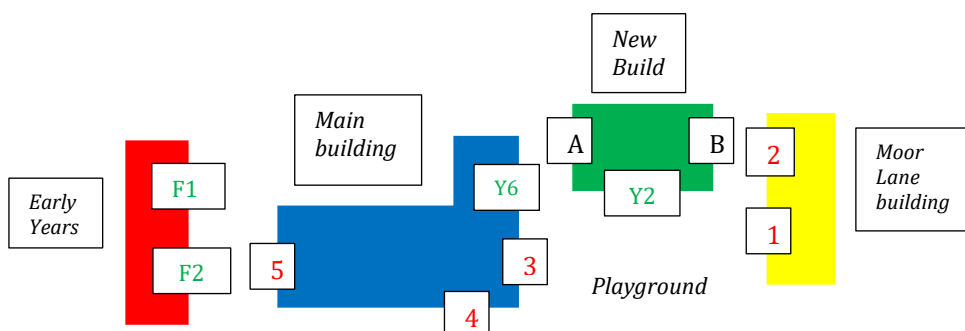 New
Build
Main
building
A
B
2
Moor
Lane
building
F1
Y6
Y2
Early
Years
1
F2
5
3
Playground
4